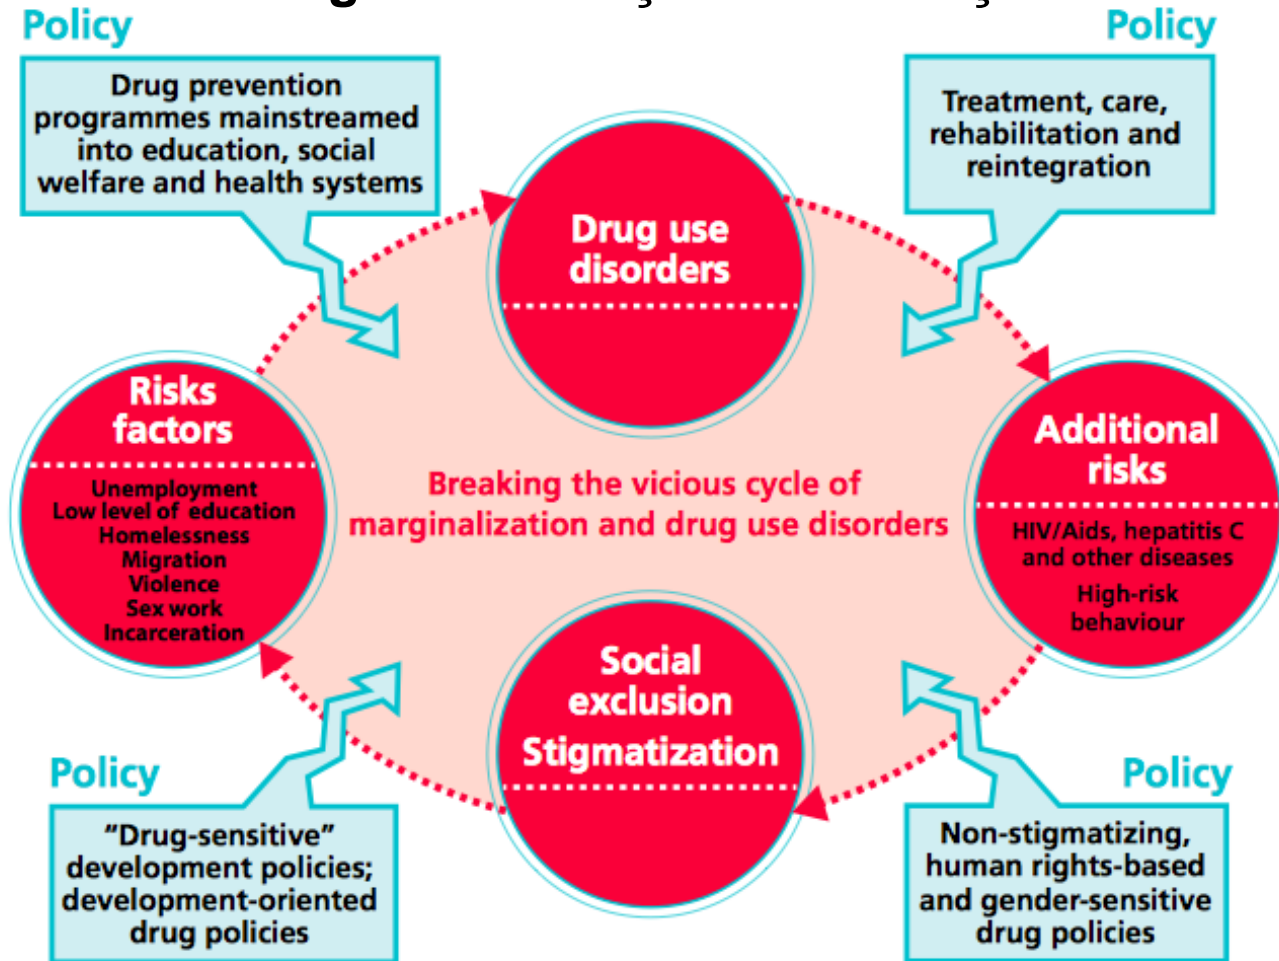 Policy
Drug prevention
programmes mainstreamed
into education, social
welfare and health systems
Policy
Treatment, care,
rehabilitation and
reintegration
Drug use
disorders
Risks
factors
Unemployment
Low level of education
Homelessness
Migration
Violence
Sex work
Incarceration
Breaking the vicious cycle of
marginalization and drug use disorders
Additional
risks
HIV/Aids, hepatitis C
and other diseases
High-risk
behaviour
Social
exclusion
Stigmatization
Policy
"Drug-sensitive"
development policies;
development-oriented
drug policies
Policy
Non-stigmatizing,
human rights-based
and gender-sensitive
drug policies